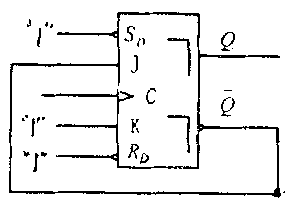 "1" S_D Q
J
C
"1" K Q̄
"1" R_D